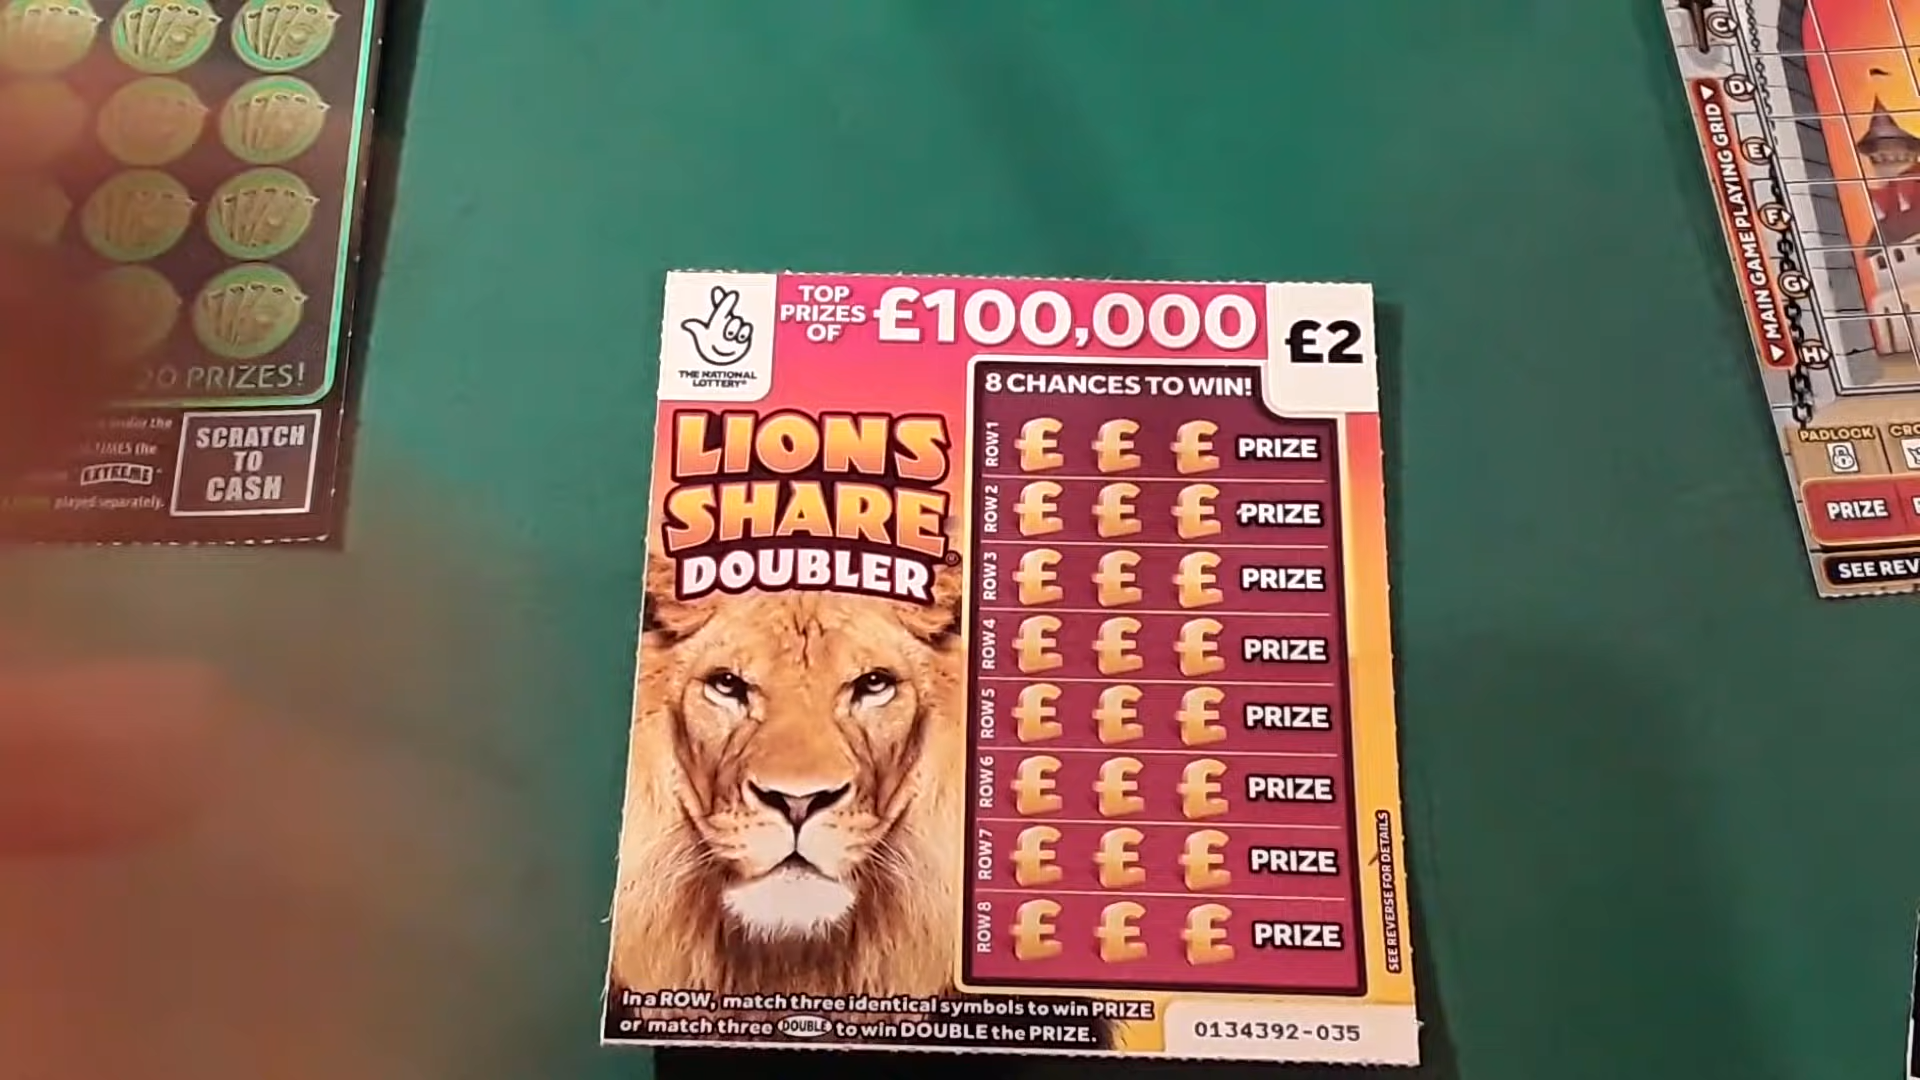 20 PRIZES!
under the
TIMES the
EXTREME
played separately.
SCRATCH
TO
CASH
THE NATIONAL
LOTTERY®
TOP
PRIZES
OF
£100,000
£2
LIONS
SHARE
DOUBLER®
8 CHANCES TO WIN!
ROW 1 £ £ £ PRIZE
ROW 2 £ £ £ PRIZE
ROW 3 £ £ £ PRIZE
ROW 4 £ £ £ PRIZE
ROW 5 £ £ £ PRIZE
ROW 6 £ £ £ PRIZE
ROW 7 £ £ £ PRIZE
ROW 8 £ £ £ PRIZE
SEE REVERSE FOR DETAILS
In a ROW, match three identical symbols to win PRIZE
or match three DOUBLE to win DOUBLE the PRIZE.
0134392-035
MAIN GAME PLAYING GRID
C
D
E
F
G
H
PADLOCK
PRIZE
SEE REV